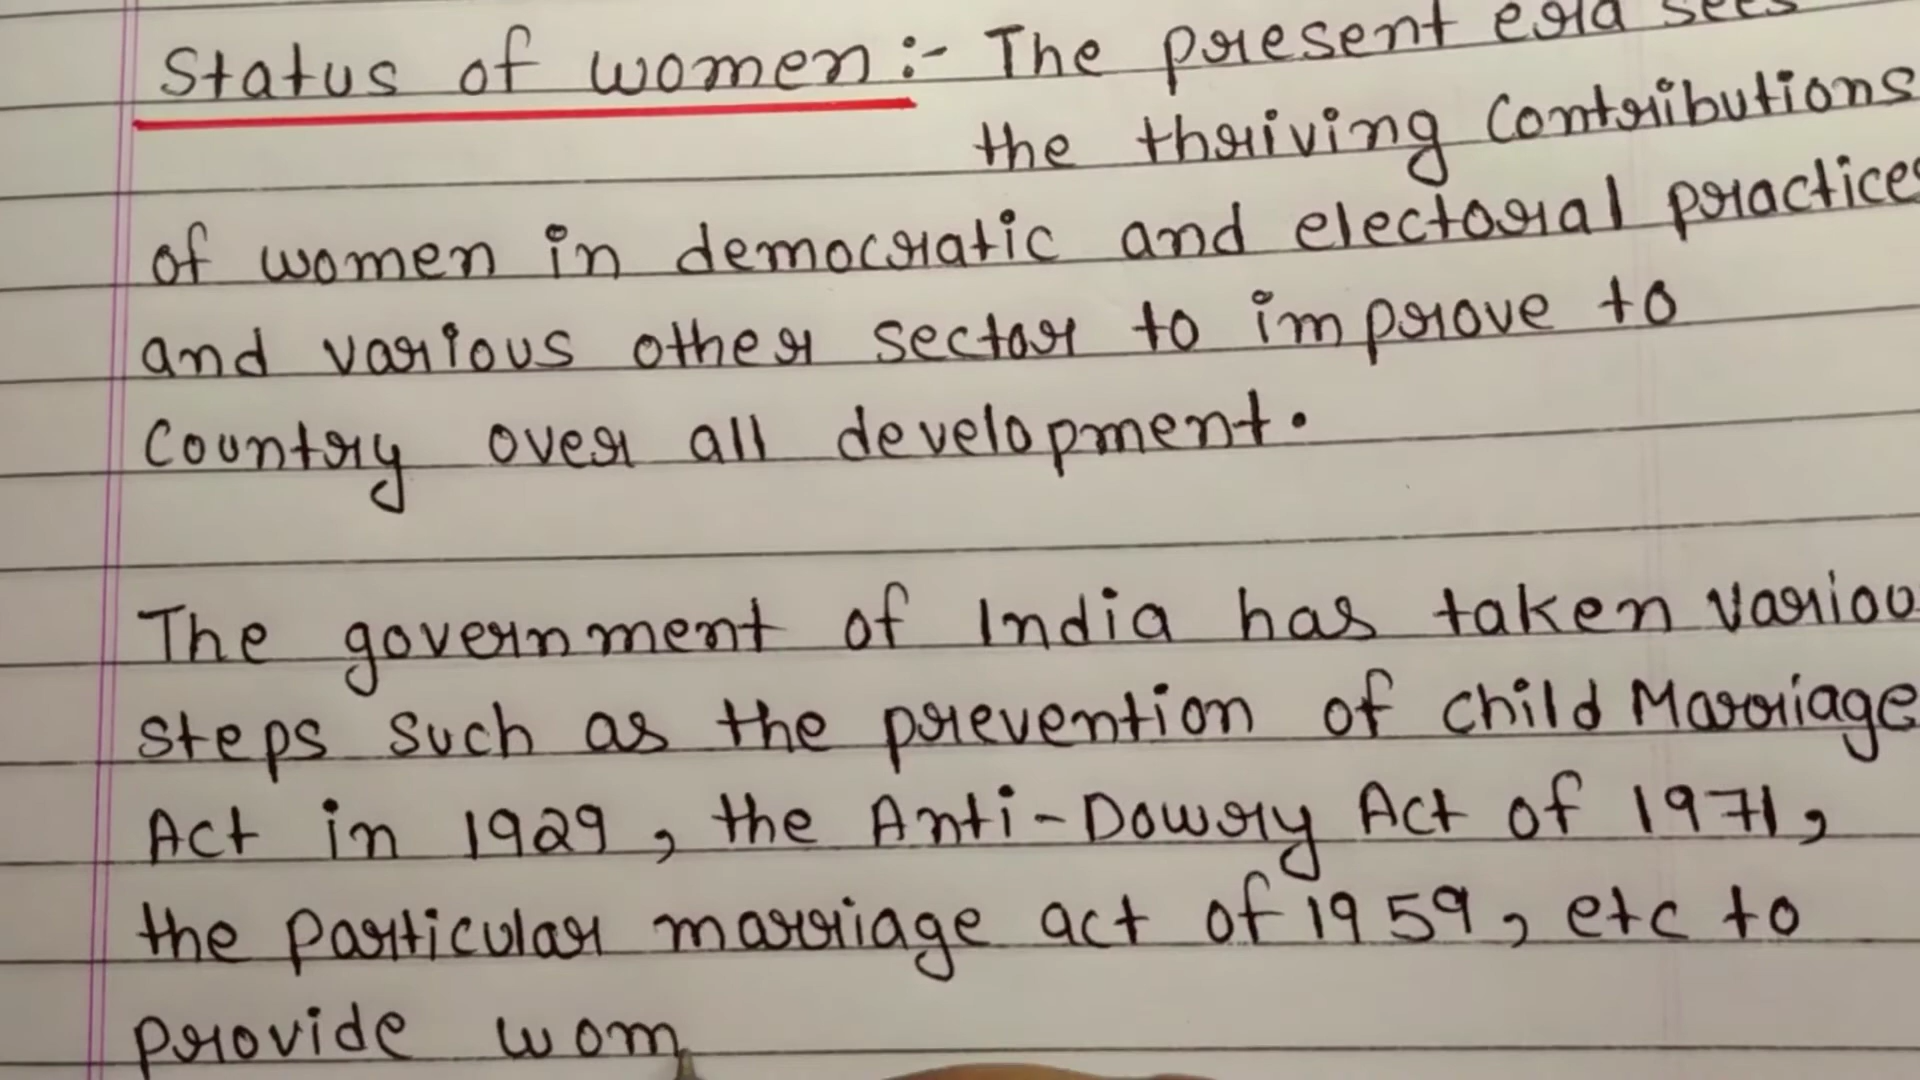 Status of women :- The present era sees
the thriving Contributions
of women in democratic and electoral practices
and various other sector to improve to
Country over all development.
The government of India has taken variou
steps such as the prevention of child Marriage
Act in 1929, the Anti-Dowry Act of 1971,
the particular marriage act of 1959, etc to
provide wom